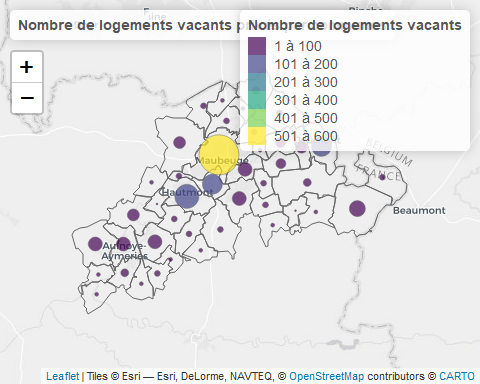 Nombre de logements vacants p
Nombre de logements vacants
1 à 100
101 à 200
201 à 300
301 à 400
401 à 500
501 à 600
+
−
BELGIUM
FRANCE
Maubeuge
Hautmont
Beaumont
Aulnoye-
Aymeries
Leaflet | Tiles © Esri — Esri, DeLorme, NAVTEQ, © OpenStreetMap contributors © CARTO